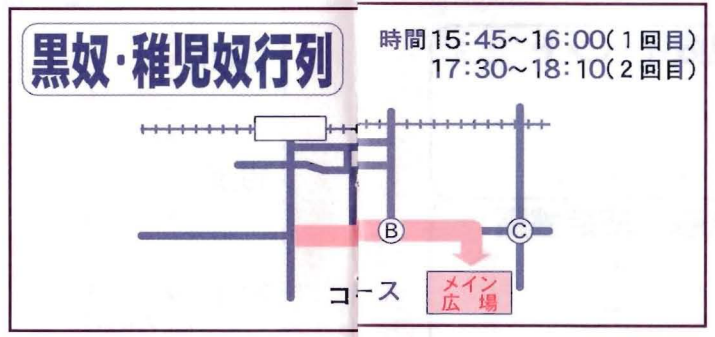 黒奴・稚児奴行列
時間15:45～16:00(1回目)
17:30～18:10(2回目)
B
C
コース
メイン
広場